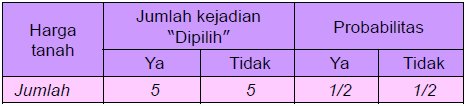 Harga tanah | Jumlah kejadian "Dipilih" | Probabilitas
Ya | Tidak | Ya | Tidak
Jumlah | 5 | 5 | 1/2 | 1/2